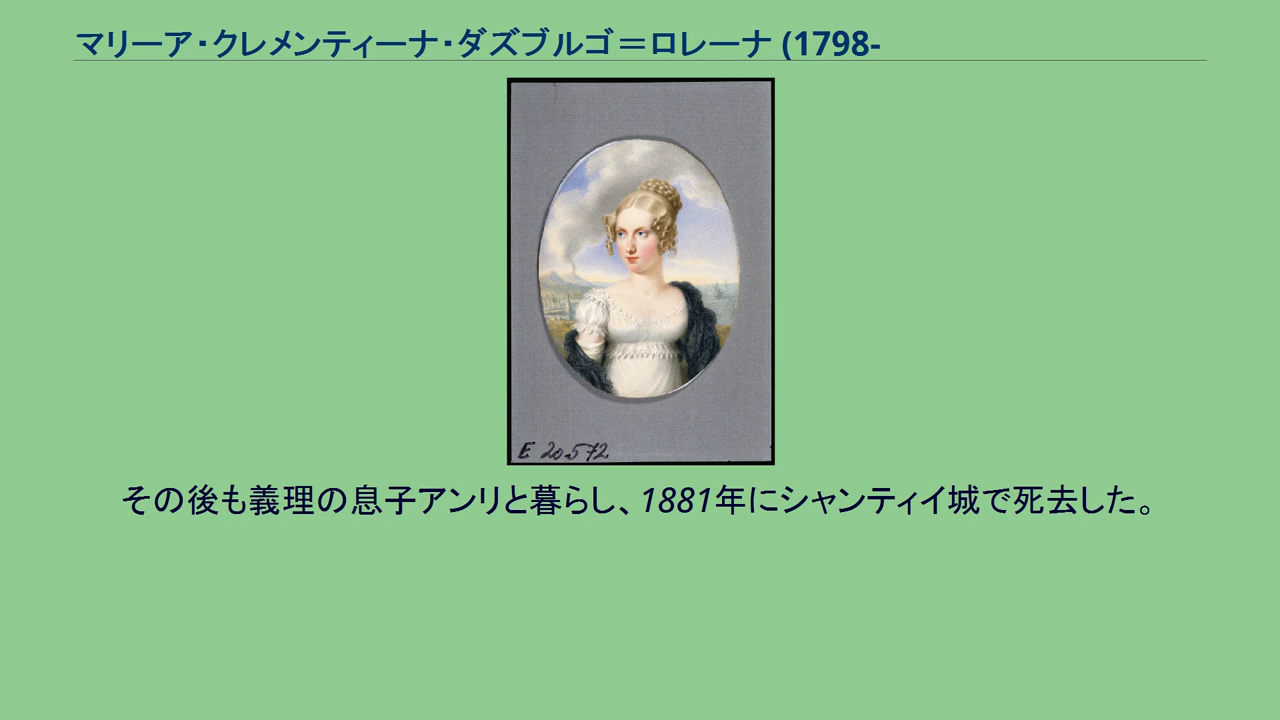 マリーア・クレメンティーナ・ダズブルゴ＝ロレーナ (1798-
E 20572
その後も義理の息子アンリと暮らし、1881年にシャンティイ城で死去した。